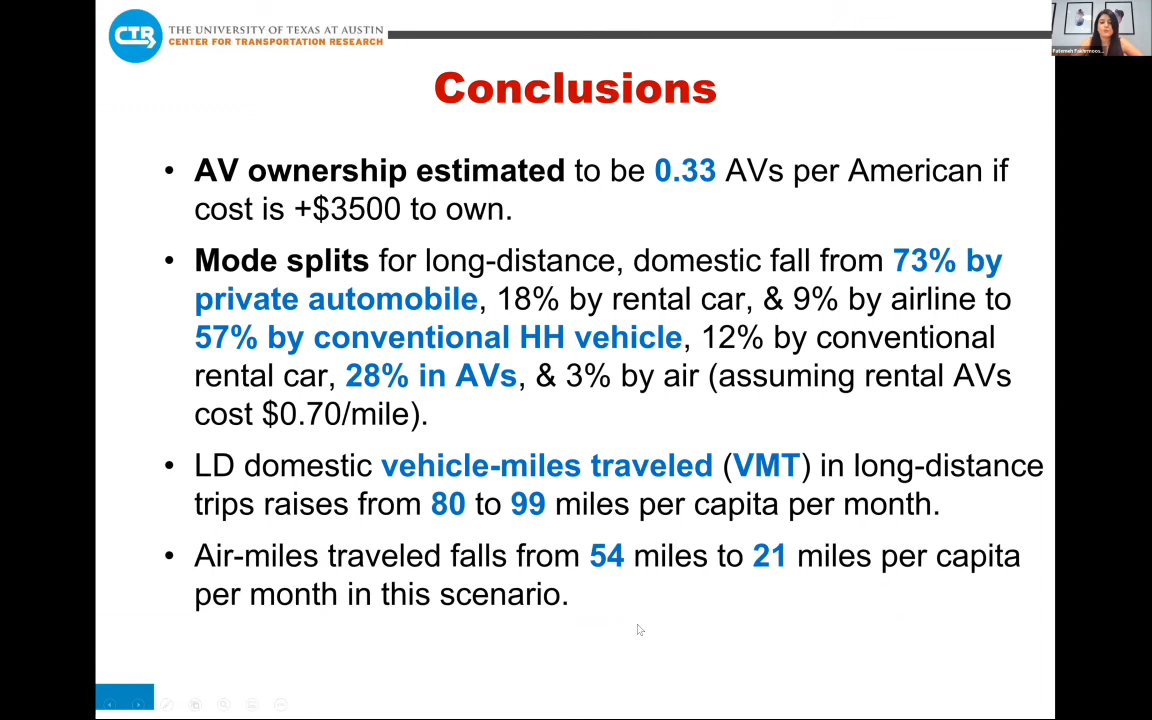 CTR
THE UNIVERSITY OF TEXAS AT AUSTIN
CENTER FOR TRANSPORTATION RESEARCH
Conclusions
• AV ownership estimated to be 0.33 AVs per American if
cost is +$3500 to own.
• Mode splits for long-distance, domestic fall from 73% by
private automobile, 18% by rental car, & 9% by airline to
57% by conventional HH vehicle, 12% by conventional
rental car, 28% in AVs, & 3% by air (assuming rental AVs
cost $0.70/mile).
• LD domestic vehicle-miles traveled (VMT) in long-distance
trips raises from 80 to 99 miles per capita per month.
• Air-miles traveled falls from 54 miles to 21 miles per capita
per month in this scenario.
Fatemeh Fakhrmoos...